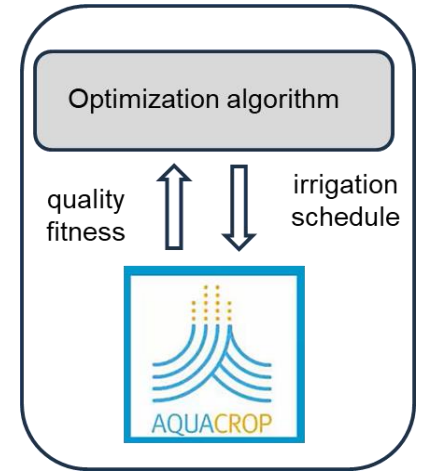 Optimization algorithm
quality
fitness
irrigation
schedule
AQUACROP